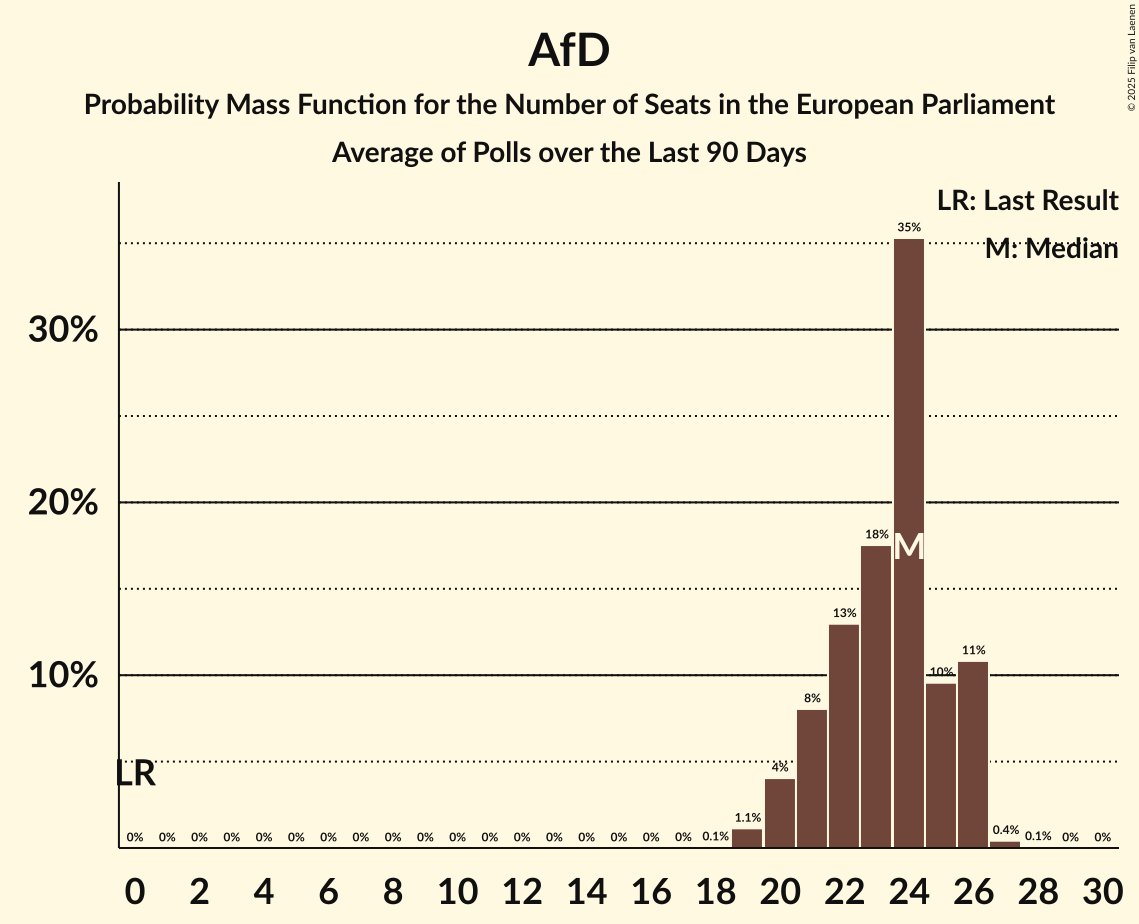 AfD
Probability Mass Function for the Number of Seats in the European Parliament
Average of Polls over the Last 90 Days
© 2025 Filip van Laenen
LR: Last Result
M: Median
35%
30%
20%
18%
M
13%
11%
10%
10%
8%
LR
4%
1.1%
0.4%
0% 0% 0% 0% 0% 0% 0% 0% 0% 0% 0% 0% 0% 0% 0% 0% 0% 0% 0.1% 0.1% 0% 0%
0 2 4 6 8 10 12 14 16 18 20 22 24 26 28 30